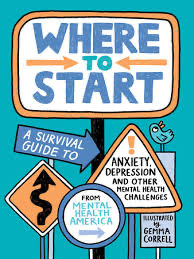 WHERE
TO
START
A SURVIVAL
GUIDE TO
ANXIETY,
DEPRESSION,
AND OTHER
MENTAL HEALTH
CHALLENGES
FROM
MENTAL
HEALTH
AMERICA
ILLUSTRATED
BY
GEMMA
CORRELL